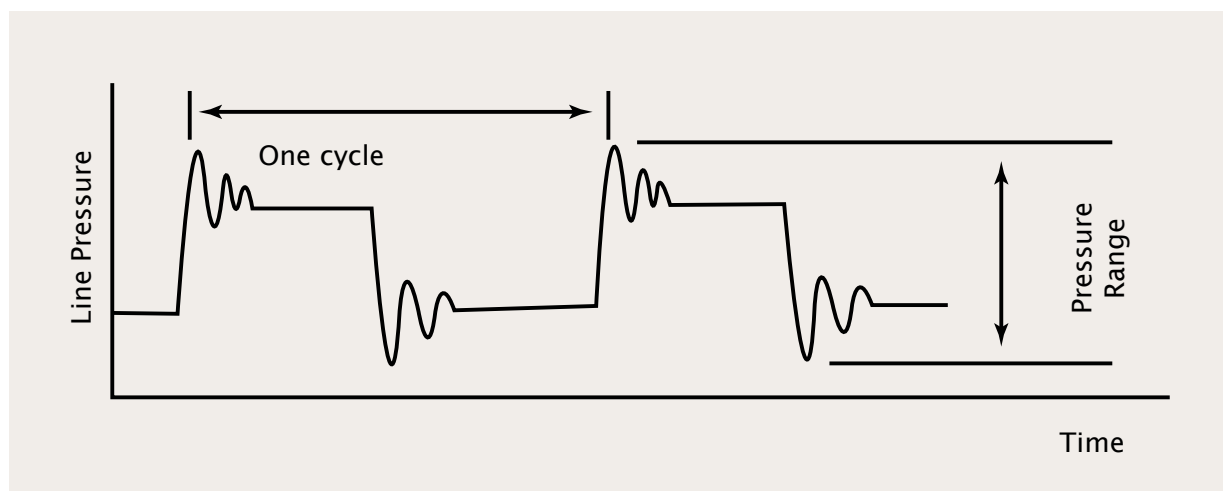 One cycle
Line Pressure
Pressure
Range
Time